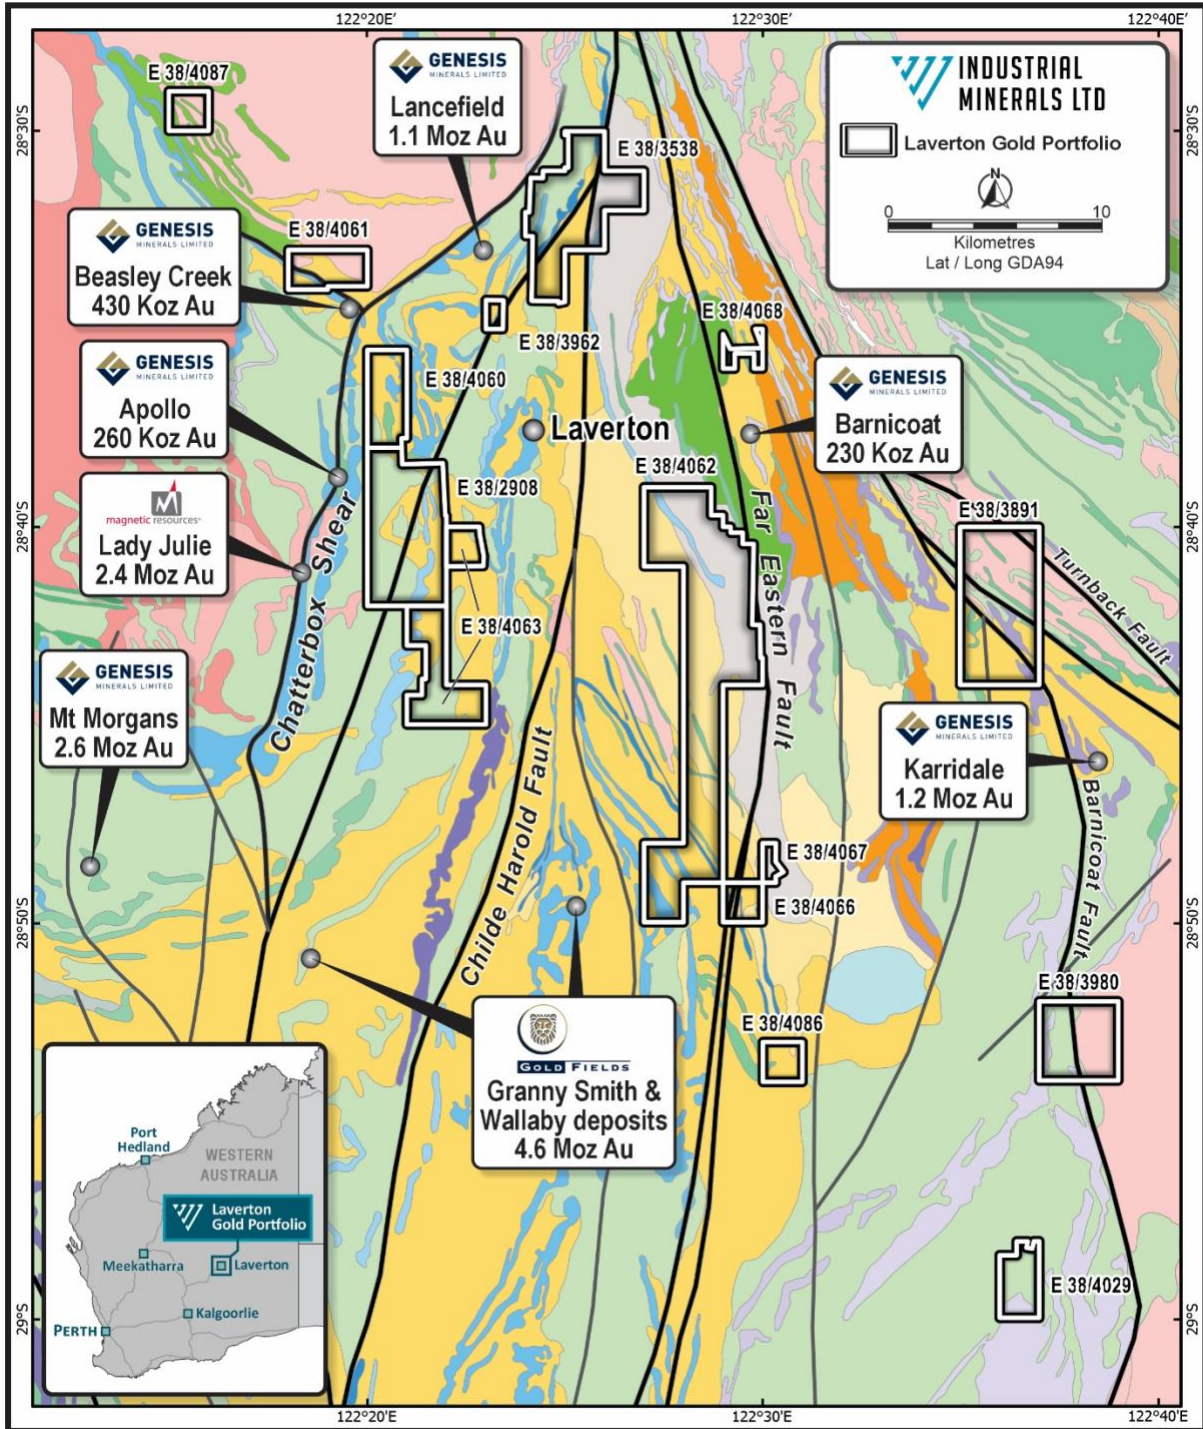 122°20′
122°30′
122°40′
E 38/4087
GENESIS
MINERALS LIMITED
Lancefield
1.1 Moz Au
INDUSTRIAL
MINERALS LTD
Laverton Gold Portfolio
N
0
10
Kilometres
Lat / Long GDA94
28°30'S
28°30'S
E 38/3538
GENESIS
MINERALS LIMITED
Beasley Creek
430 Koz Au
E 38/4061
E 38/3962
E 38/4068
GENESIS
MINERALS LIMITED
Apollo
260 Koz Au
E 38/4060
Laverton
GENESIS
MINERALS LIMITED
Barnicoat
230 Koz Au
magnetic resources
Lady Julie
2.4 Moz Au
E 38/2908
E 38/4062
E 38/3891
28°40'S
28°40'S
Chatterbox Shear
Far Eastern Fault
Turnback Fault
E 38/4063
GENESIS
MINERALS LIMITED
Mt Morgans
2.6 Moz Au
GENESIS
MINERALS LIMITED
Karridale
1.2 Moz Au
Childe Harold Fault
Barnicoat Fault
E 38/4067
E 38/4066
28°50'S
28°50'S
E 38/3980
GOLD FIELDS
Granny Smith &
Wallaby deposits
4.6 Moz Au
E 38/4086
Port
Hedland
WESTERN
AUSTRALIA
Laverton
Gold Portfolio
Meekatharra
Laverton
Kalgoorlie
PERTH
E 38/4029
29°S
29°S
122°20'E
122°30'E
122°40'E